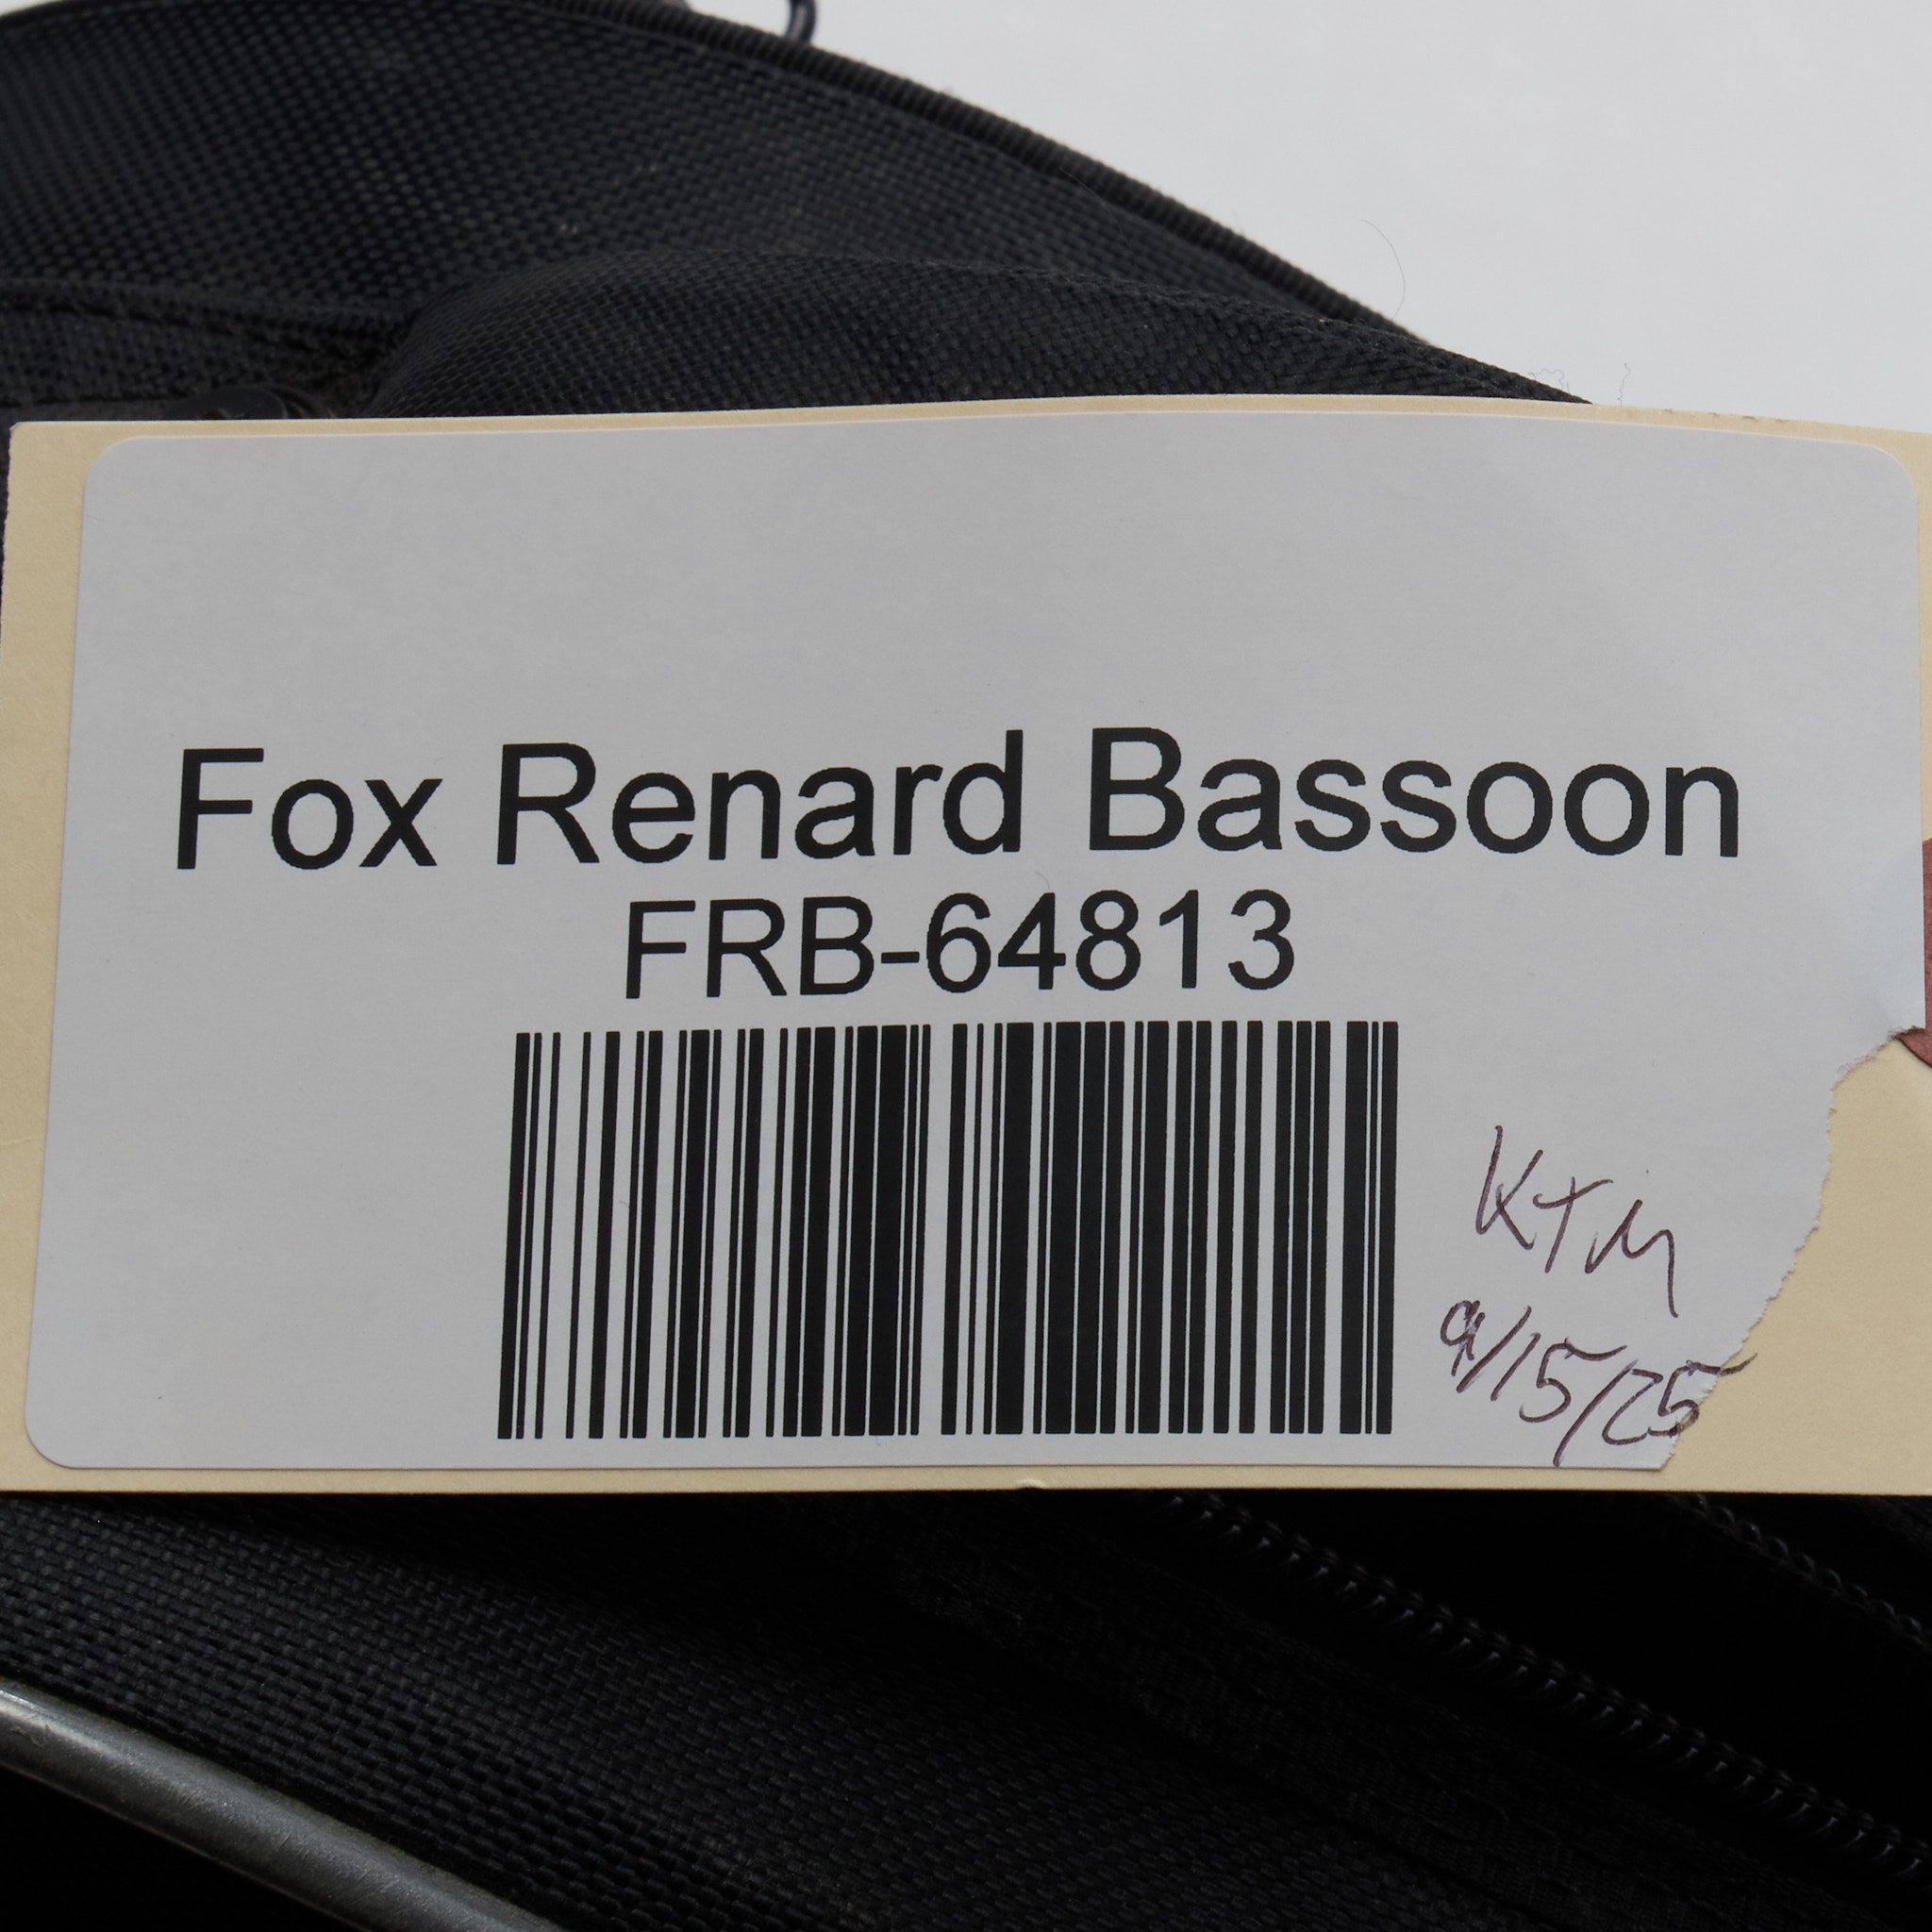 Fox Renard Bassoon
FRB-64813
KTM
9/15/25